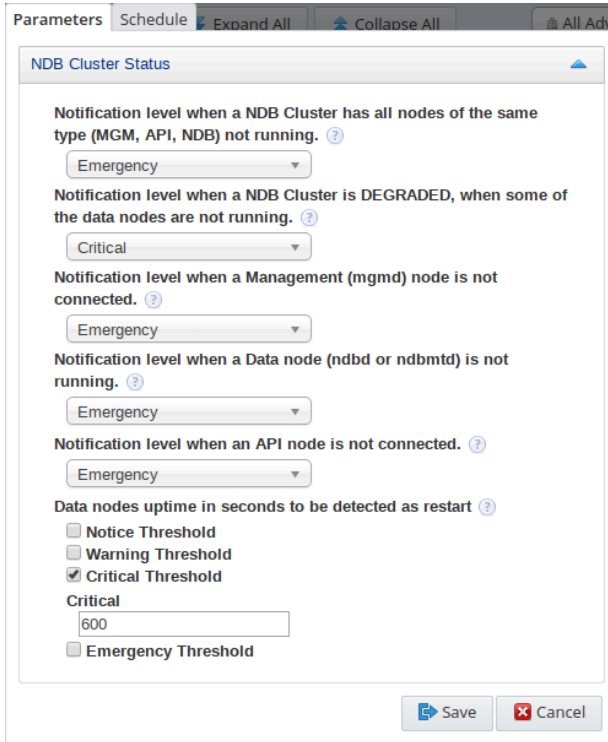 Parameters Schedule Expand All Collapse All All Adv
NDB Cluster Status
Notification level when a NDB Cluster has all nodes of the same
type (MGM, API, NDB) not running. ?
Emergency
Notification level when a NDB Cluster is DEGRADED, when some of
the data nodes are not running. ?
Critical
Notification level when a Management (mgmd) node is not
connected. ?
Emergency
Notification level when a Data node (ndbd or ndbmtd) is not
running. ?
Emergency
Notification level when an API node is not connected. ?
Emergency
Data nodes uptime in seconds to be detected as restart ?
Notice Threshold
Warning Threshold
Critical Threshold
Critical
600
Emergency Threshold
Save Cancel